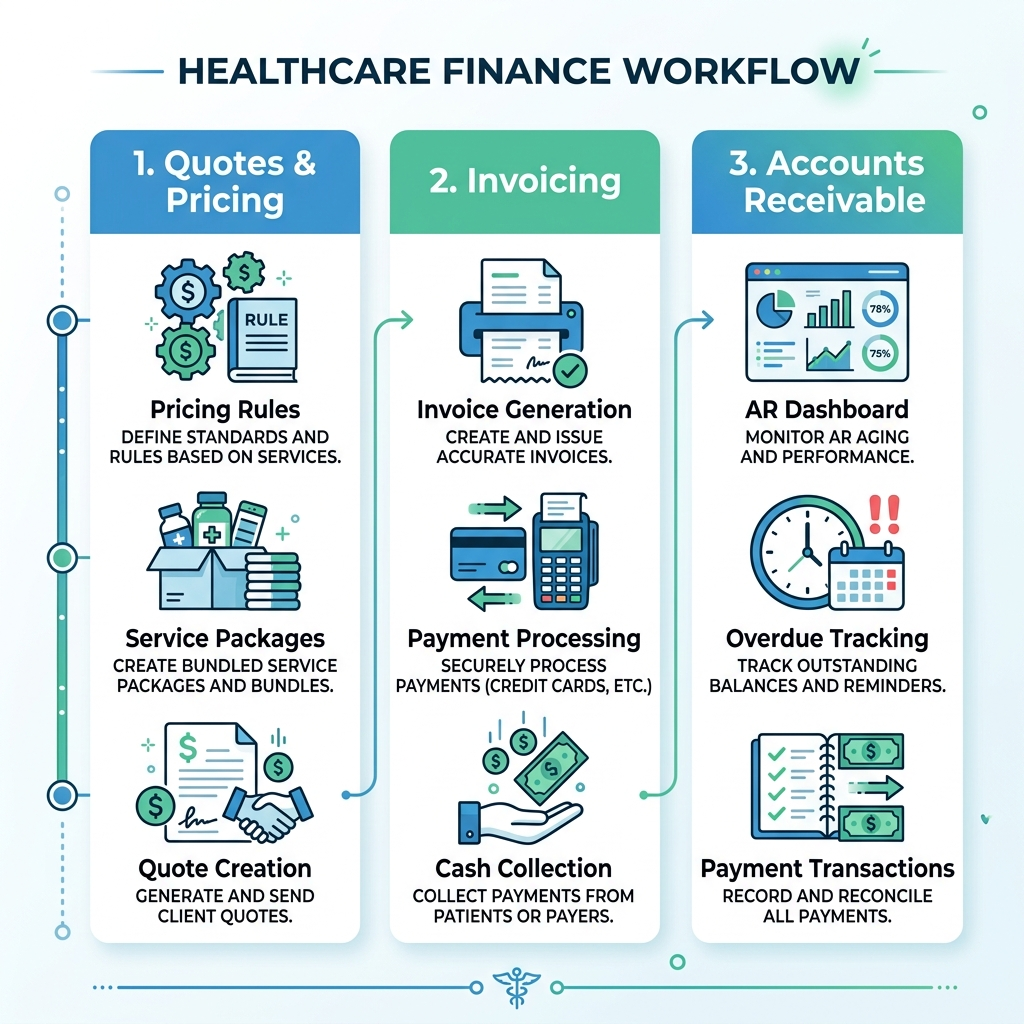 HEALTHCARE FINANCE WORKFLOW
1. Quotes &
Pricing
RULE
Pricing Rules
DEFINE STANDARDS AND
RULES BASED ON SERVICES.
Service Packages
CREATE BUNDLED SERVICE
PACKAGES AND BUNDLES.
$
$
$
$
$
$
Quote Creation
GENERATE AND SEND
CLIENT QUOTES.
2. Invoicing
Invoice Generation
CREATE AND ISSUE
ACCURATE INVOICES.
Payment Processing
SECURELY PROCESS
PAYMENTS (CREDIT CARDS, ETC.)
$
$
$
Cash Collection
COLLECT PAYMENTS FROM
PATIENTS OR PAYERS.
3. Accounts
Receivable
78%
75%
AR Dashboard
MONITOR AR AGING
AND PERFORMANCE.
!!
Overdue Tracking
TRACK OUTSTANDING
BALANCES AND REMINDERS.
$
$
Payment Transactions
RECORD AND RECONCILE
ALL PAYMENTS.